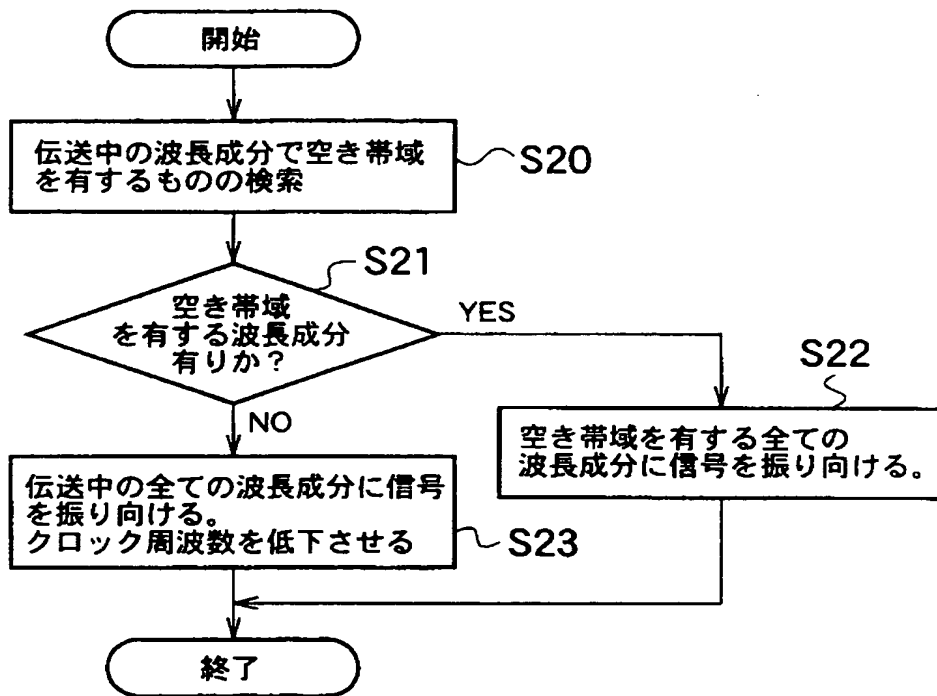 開始
伝送中の波長成分で空き帯域
を有するものの検索
S20
S21
空き帯域
を有する波長成分
有りか?
YES
NO
S22
空き帯域を有する全ての
波長成分に信号を振り向ける。
伝送中の全ての波長成分に信号
を振り向ける。
クロック周波数を低下させる
S23
終了